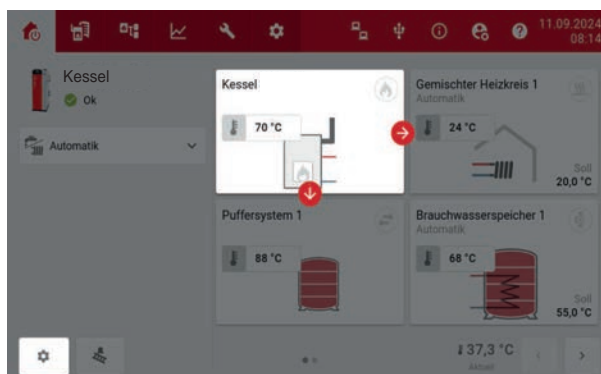 11.09.2024
08:14
Kessel
Ok
Automatik
Kessel
70 °C
Gemischter Heizkreis 1
Automatik
24 °C
Soll
20,0 °C
Puffersystem 1
88 °C
Brauchwasserspeicher 1
Automatik
68 °C
Soll
55,0 °C
37,3 °C
Aktuell